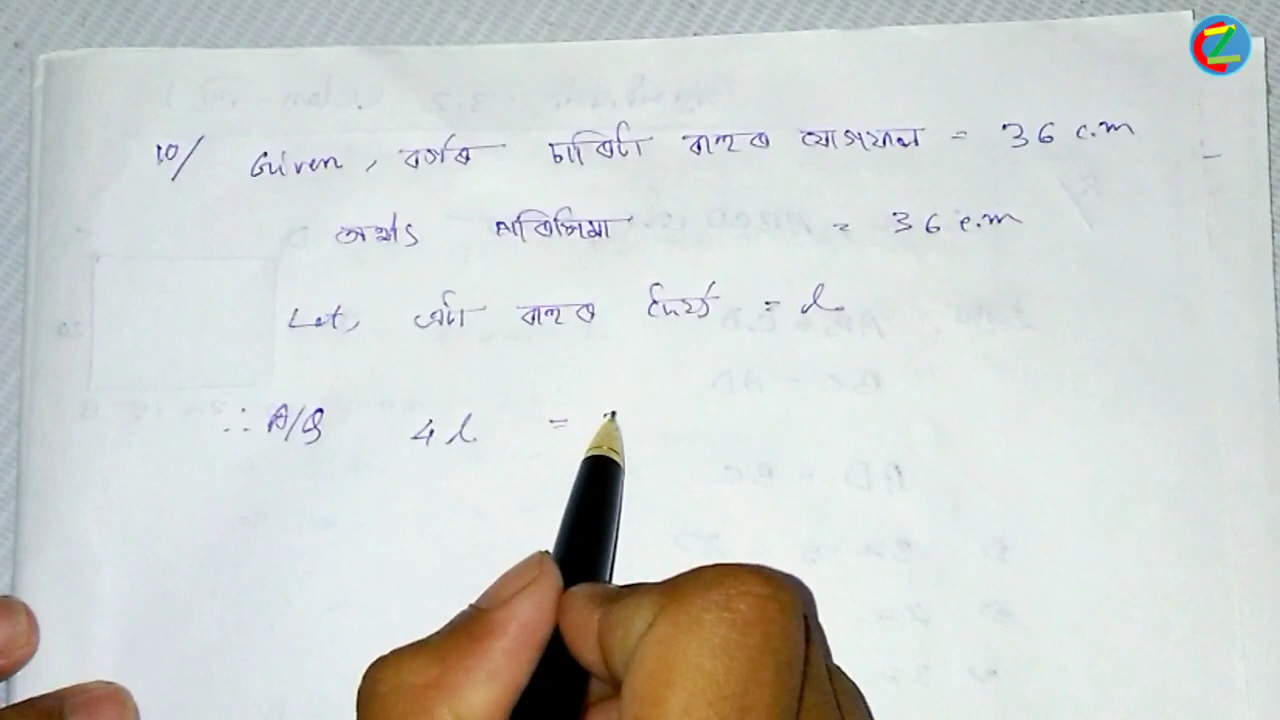 10/ Given, বৰ্গৰ চাৰিটা বাহুৰ যোগফল = 36 c.m
অৰ্থাৎ পৰিসিমা = 36 c.m
Let, এটা বাহুৰ দৈৰ্ঘ্য = l
∴ A/Q 4l =